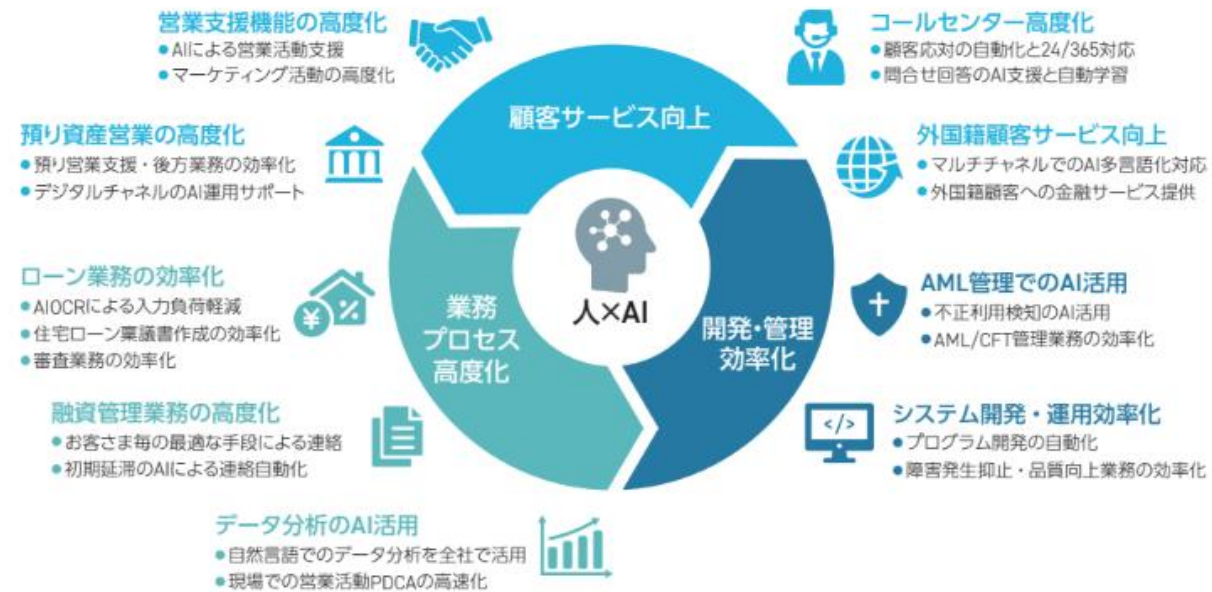 営業支援機能の高度化
●AIによる営業活動支援
●マーケティング活動の高度化
コールセンター高度化
●顧客応対の自動化と24/365対応
●問合せ回答のAI支援と自動学習
預り資産営業の高度化
●預り営業支援・後方業務の効率化
●デジタルチャネルのAI運用サポート
外国籍顧客サービス向上
●マルチチャネルでのAI多言語化対応
●外国籍顧客への金融サービス提供
ローン業務の効率化
●AIOCRによる入力負荷軽減
●住宅ローン稟議書作成の効率化
●審査業務の効率化
AML管理でのAI活用
●不正利用検知のAI活用
●AML/CFT管理業務の効率化
融資管理業務の高度化
●お客さま毎の最適な手段による連絡
●初期延滞のAIによる連絡自動化
システム開発・運用効率化
●プログラム開発の自動化
●障害発生抑止・品質向上業務の効率化
データ分析のAI活用
●自然言語でのデータ分析を全社で活用
●現場での営業活動PDCAの高速化
顧客サービス向上
業務
プロセス
高度化
人×AI
開発・管理
効率化
¥
%
</>